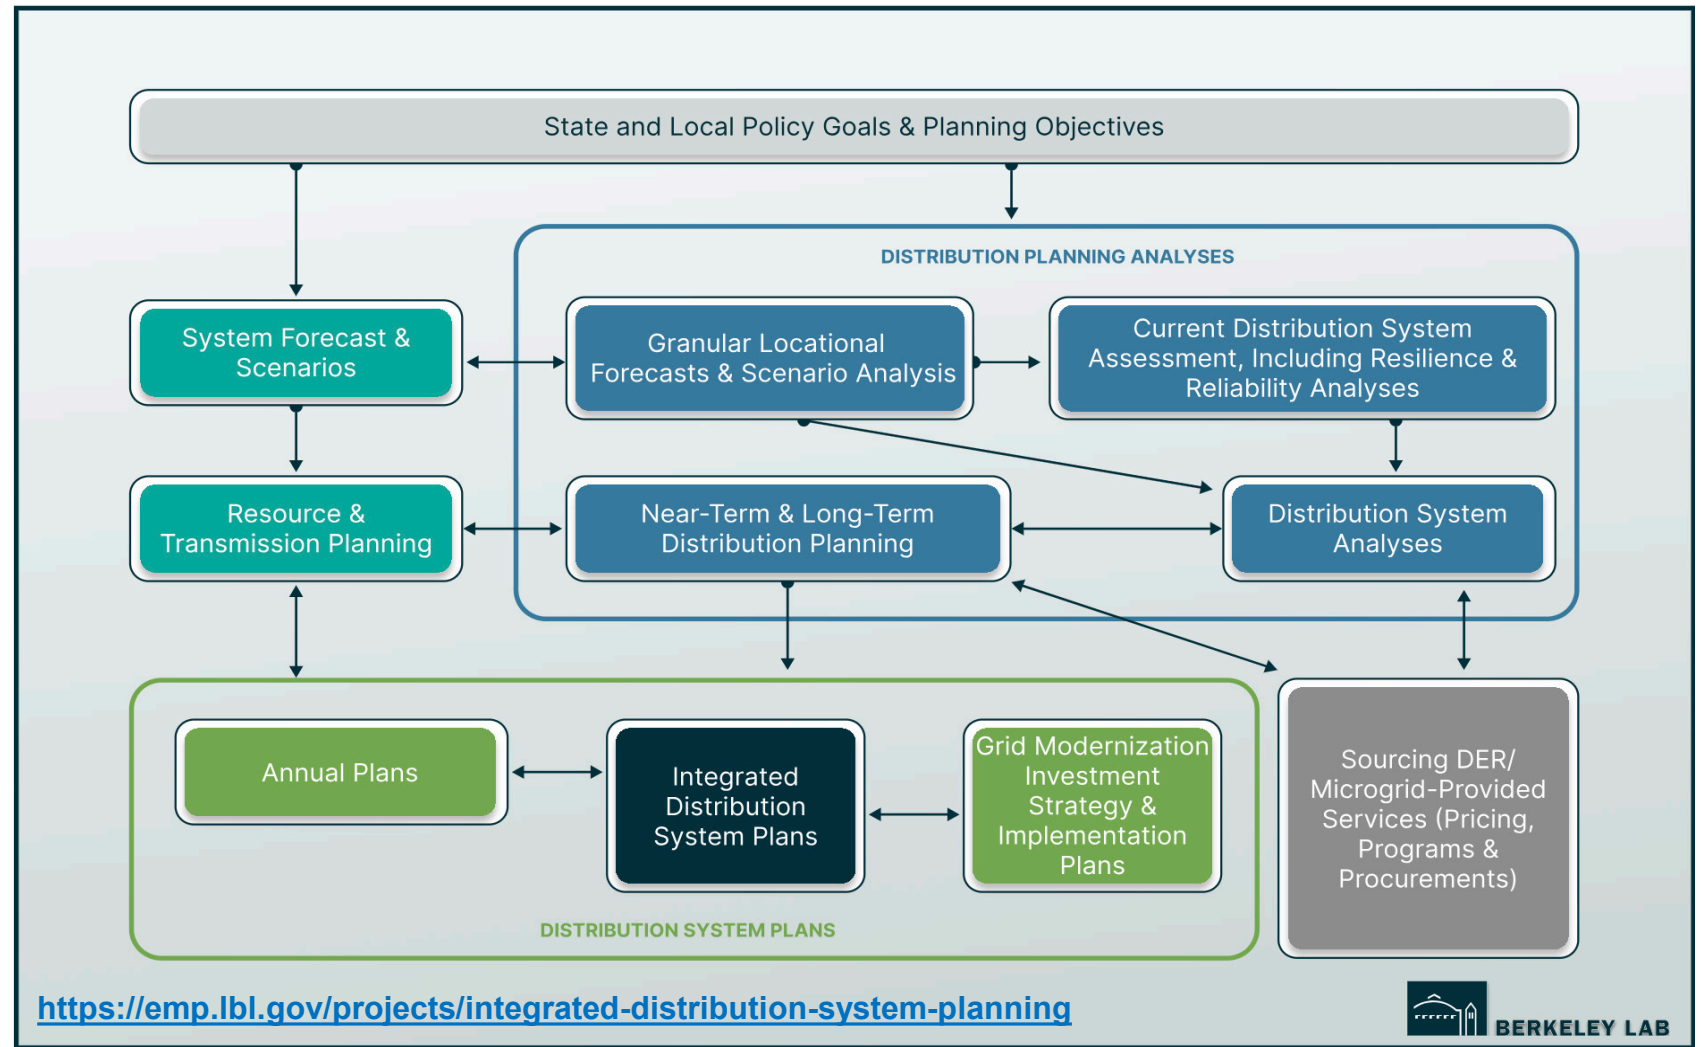 State and Local Policy Goals & Planning Objectives
DISTRIBUTION PLANNING ANALYSES
System Forecast &
Scenarios
Granular Locational
Forecasts & Scenario Analysis
Current Distribution System
Assessment, Including Resilience &
Reliability Analyses
Resource &
Transmission Planning
Near-Term & Long-Term
Distribution Planning
Distribution System
Analyses
Annual Plans
Integrated
Distribution
System Plans
Grid Modernization
Investment
Strategy &
Implementation
Plans
Sourcing DER/
Microgrid-Provided
Services (Pricing,
Programs &
Procurements)
DISTRIBUTION SYSTEM PLANS
https://emp.lbl.gov/projects/integrated-distribution-system-planning
BERKELEY LAB